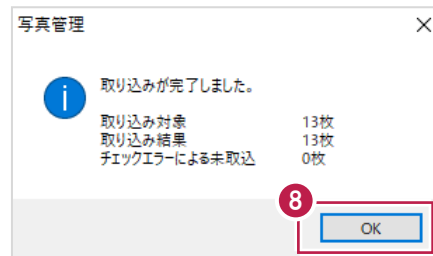 写真管理
取り込みが完了しました。
取り込み対象 13枚
取り込み結果 13枚
チェックエラーによる未取込 0枚
8
OK